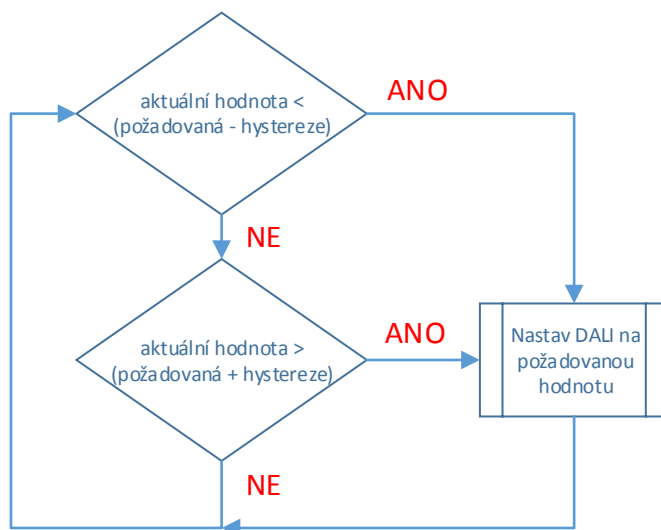 aktuální hodnota <
(požadovaná - hystereze)
ANO
NE
aktuální hodnota >
(požadovaná + hystereze)
ANO
Nastav DALI na
požadovanou
hodnotu
NE